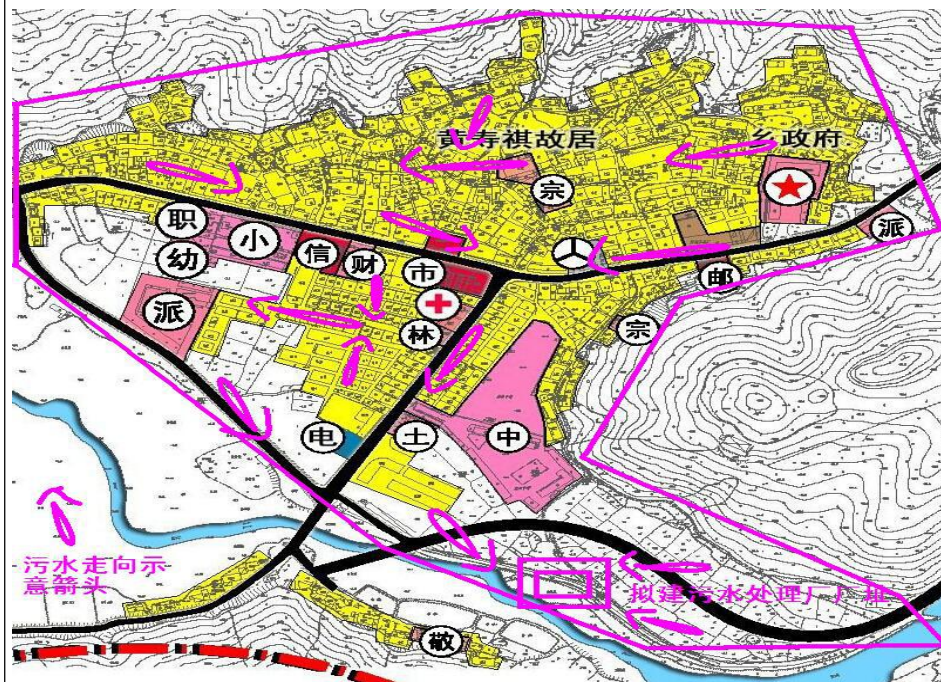 黄寿祺故居
乡政府
宗
派
职
小
信
财
幼
市
邮
派
林
宗
电
土
中
污水走向示
意箭头
拟建污水处理厂厂址
敬